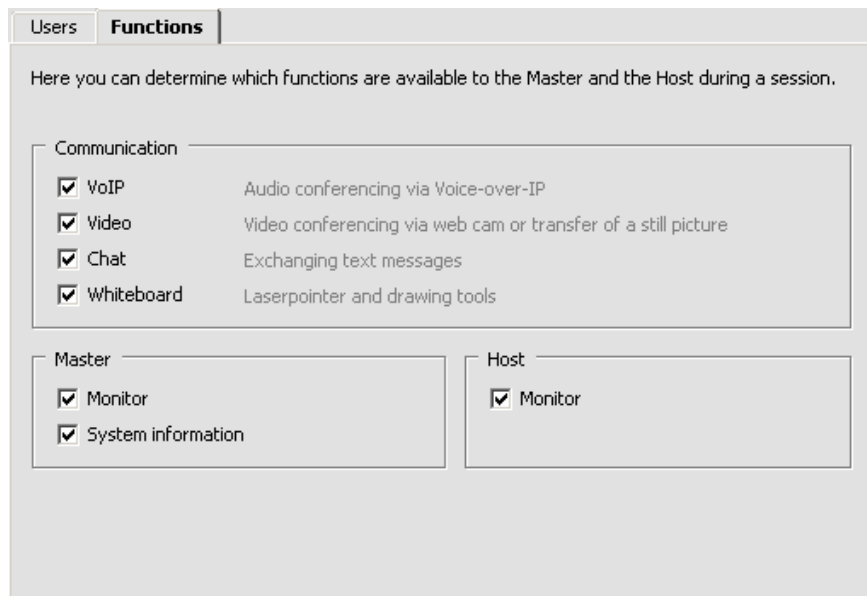 Users Functions
Here you can determine which functions are available to the Master and the Host during a session.
Communication
VoIP Audio conferencing via Voice-over-IP
Video Video conferencing via web cam or transfer of a still picture
Chat Exchanging text messages
Whiteboard Laserpointer and drawing tools
Master
Monitor
System information
Host
Monitor